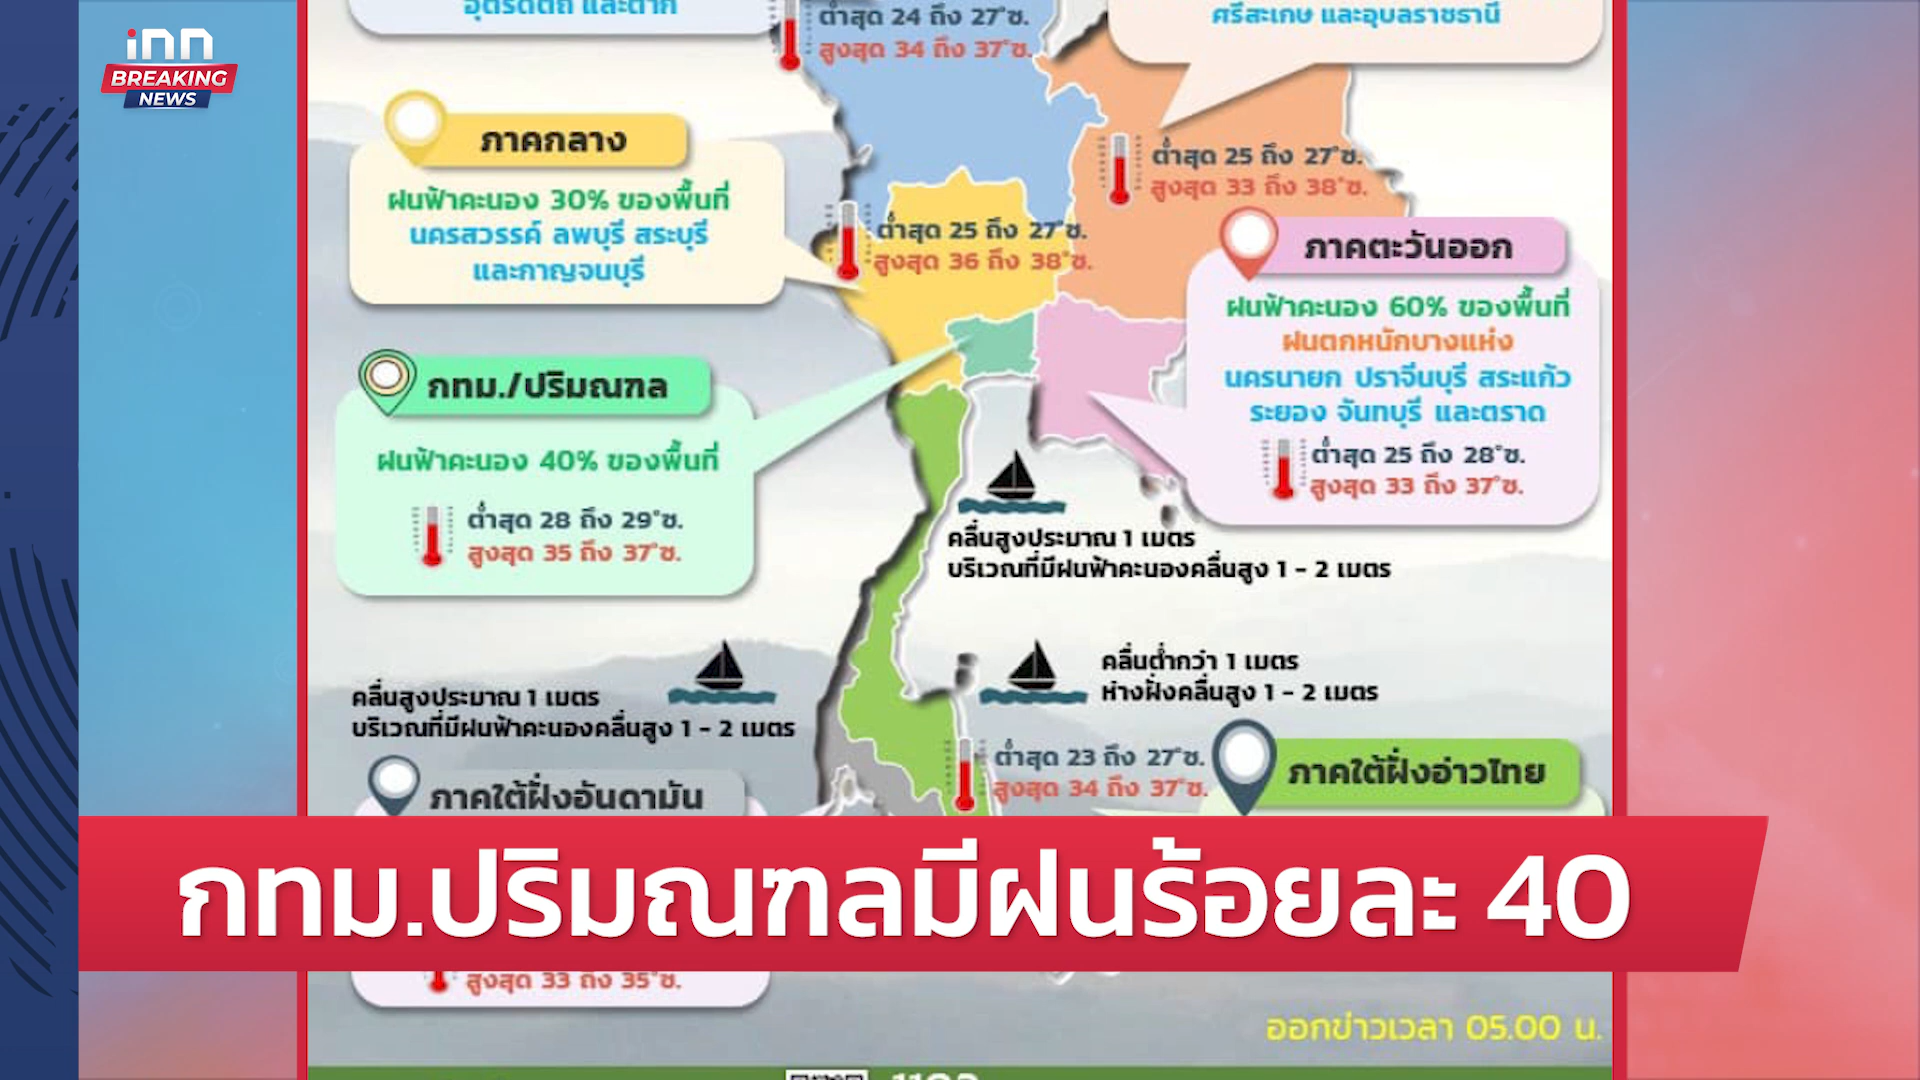 inn
BREAKING
NEWS
อุตรดิตถ์ และตาก
ต่ำสุด 24 ถึง 27°ซ.
สูงสุด 34 ถึง 37°ซ.
ศรีสะเกษ และอุบลราชธานี
ต่ำสุด 25 ถึง 27°ซ.
สูงสุด 33 ถึง 38°ซ.
ภาคกลาง
ฝนฟ้าคะนอง 30% ของพื้นที่
นครสวรรค์ ลพบุรี สระบุรี
และกาญจนบุรี
ต่ำสุด 25 ถึง 27°ซ.
สูงสุด 36 ถึง 38°ซ.
ภาคตะวันออก
ฝนฟ้าคะนอง 60% ของพื้นที่
ฝนตกหนักบางแห่ง
นครนายก ปราจีนบุรี สระแก้ว
ระยอง จันทบุรี และตราด
ต่ำสุด 25 ถึง 28°ซ.
สูงสุด 33 ถึง 37°ซ.
กทม./ปริมณฑล
ฝนฟ้าคะนอง 40% ของพื้นที่
ต่ำสุด 28 ถึง 29°ซ.
สูงสุด 35 ถึง 37°ซ.
คลื่นสูงประมาณ 1 เมตร
บริเวณที่มีฝนฟ้าคะนองคลื่นสูง 1 - 2 เมตร
คลื่นต่ำกว่า 1 เมตร
ห่างฝั่งคลื่นสูง 1 - 2 เมตร
คลื่นสูงประมาณ 1 เมตร
บริเวณที่มีฝนฟ้าคะนองคลื่นสูง 1 - 2 เมตร
ต่ำสุด 23 ถึง 27°ซ.
สูงสุด 34 ถึง 37°ซ.
ภาคใต้ฝั่งอ่าวไทย
ภาคใต้ฝั่งอันดามัน
กทม.ปริมณฑลมีฝนร้อยละ 40
สูงสุด 33 ถึง 35°ซ.
ออกข่าวเวลา 05.00 น.